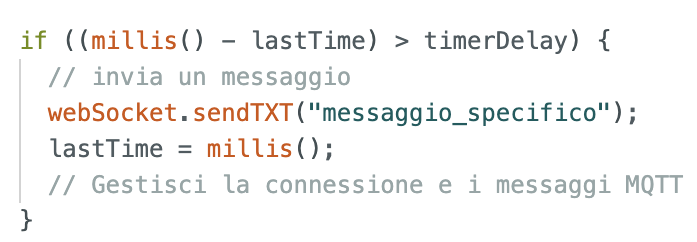 if ((millis() - lastTime) > timerDelay) {
// invia un messaggio
webSocket.sendTXT("messaggio_specifico");
lastTime = millis();
// Gestisci la connessione e i messaggi MQTT
}